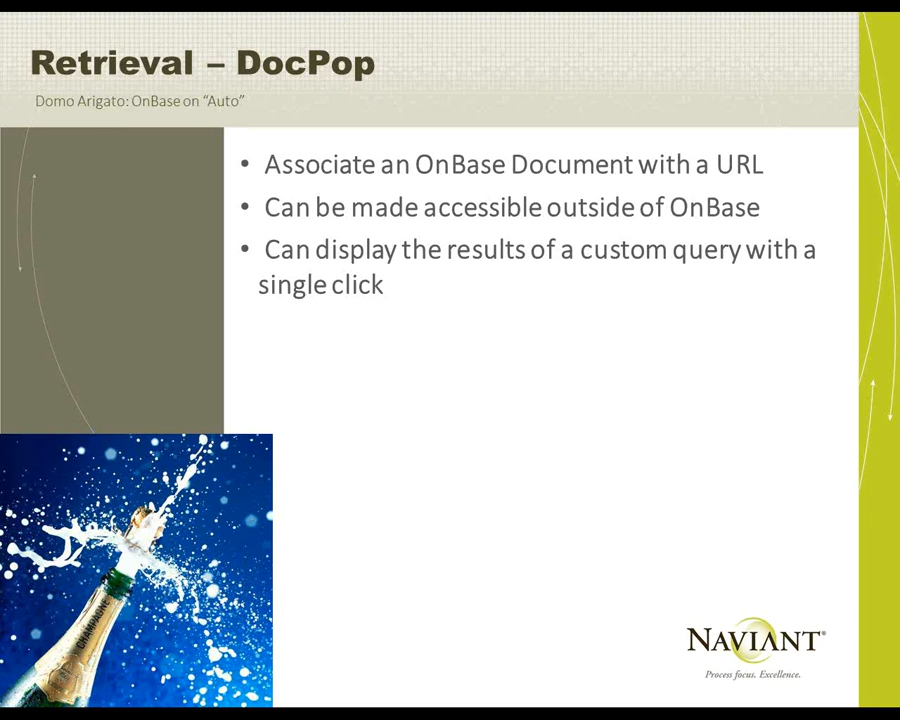 Retrieval – DocPop
Domo Arigato: OnBase on “Auto”
• Associate an OnBase Document with a URL
• Can be made accessible outside of OnBase
• Can display the results of a custom query with a
single click
CHAMPAGNE
NAVIANT®
Process focus. Excellence.